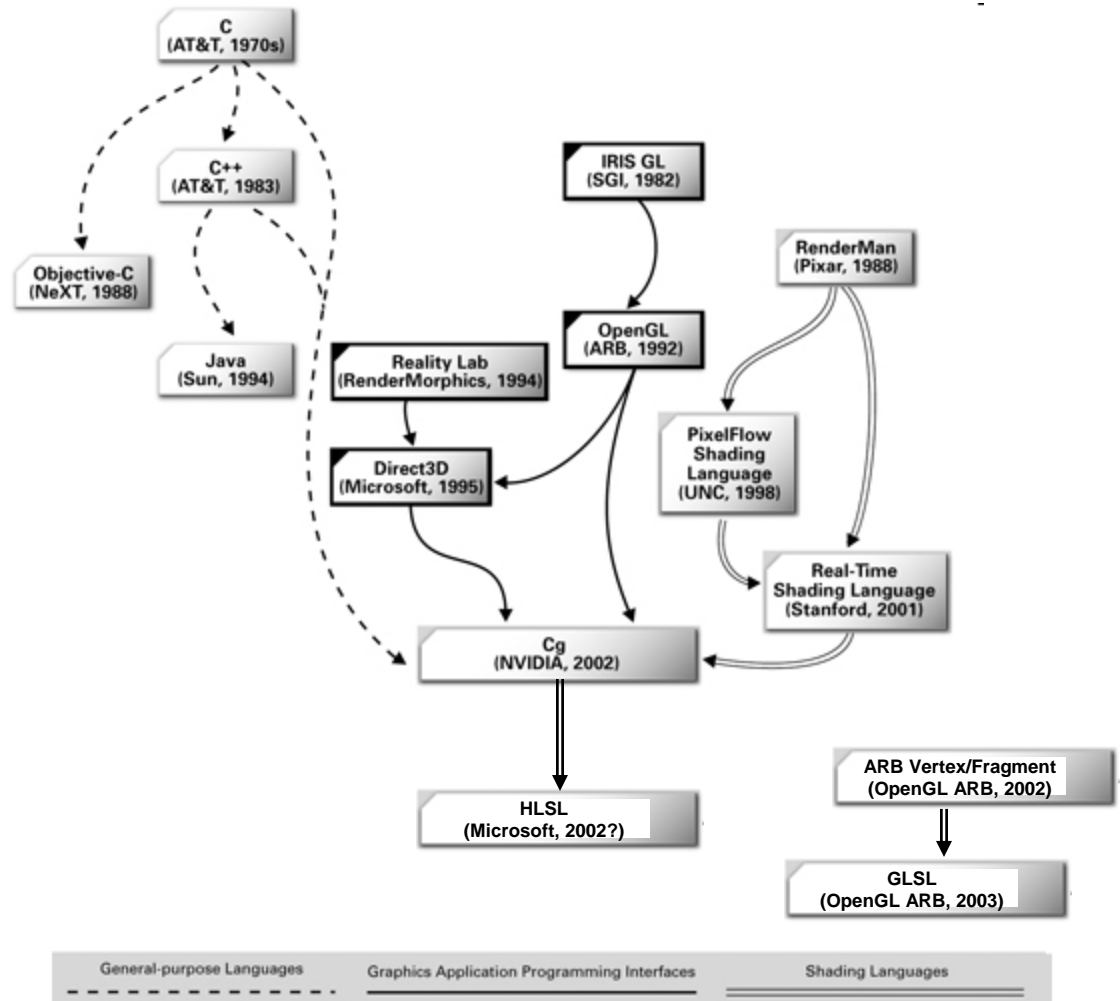 C
(AT&T, 1970s)
C++
(AT&T, 1983)
IRIS GL
(SGI, 1982)
RenderMan
(Pixar, 1988)
Objective-C
(NeXT, 1988)
OpenGL
(ARB, 1992)
Java
(Sun, 1994)
Reality Lab
(RenderMorphics, 1994)
PixelFlow
Shading
Language
(UNC, 1998)
Direct3D
(Microsoft, 1995)
Real-Time
Shading Language
(Stanford, 2001)
Cg
(NVIDIA, 2002)
ARB Vertex/Fragment
(OpenGL ARB, 2002)
HLSL
(Microsoft, 2002?)
GLSL
(OpenGL ARB, 2003)
General-purpose Languages
Graphics Application Programming Interfaces
Shading Languages